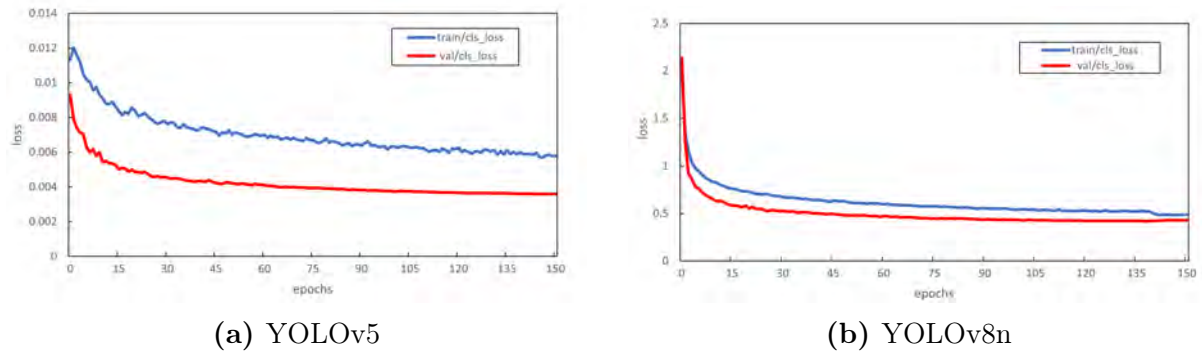 0.014
0.012
0.01
0.008
0.006
0.004
0.002
0
loss
train/cls_loss
val/cls_loss
0 15 30 45 60 75 90 105 120 135 150
epochs
(a) YOLOv5
2.5
2
1.5
1
0.5
0
loss
train/cls_loss
val/cls_loss
0 15 30 45 60 75 90 105 120 135 150
epochs
(b) YOLOv8n